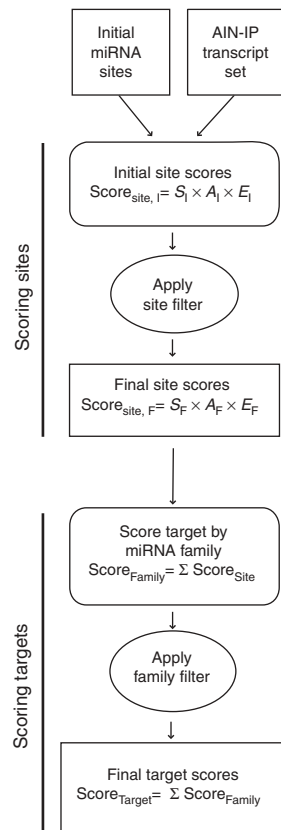 Initial
miRNA
sites
AIN-IP
transcript
set
Scoring sites
Initial site scores
Score_site, I = S_I × A_I × E_I
Apply
site filter
Final site scores
Score_site, F = S_F × A_F × E_F
Scoring targets
Score target by
miRNA family
Score_Family = Σ Score_Site
Apply
family filter
Final target scores
Score_Target = Σ Score_Family